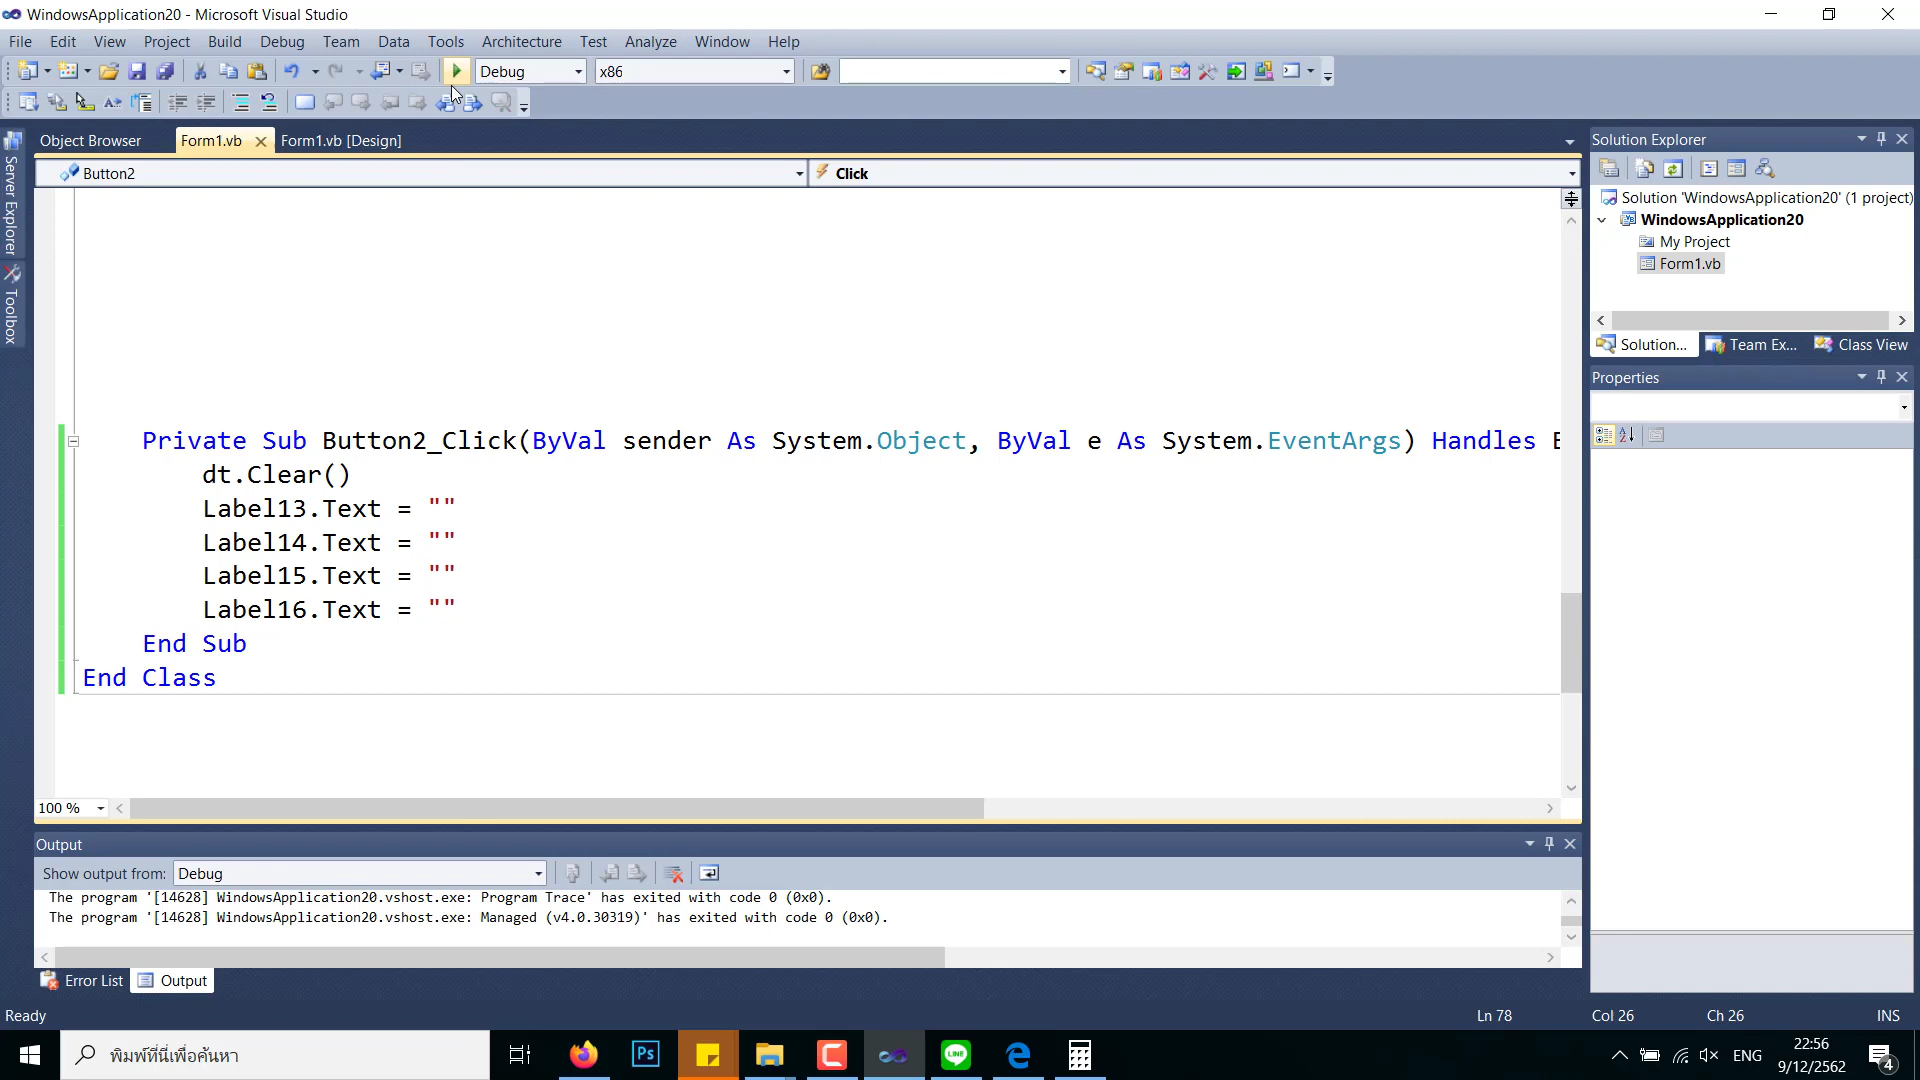 WindowsApplication20 - Microsoft Visual Studio
File Edit View Project Build Debug Team Data Tools Architecture Test Analyze Window Help
Debug x86
Object Browser Form1.vb Form1.vb [Design]
Button2 Click
Server Explorer
Toolbox
Private Sub Button2_Click(ByVal sender As System.Object, ByVal e As System.EventArgs) Handles B
dt.Clear()
Label13.Text = ""
Label14.Text = ""
Label15.Text = ""
Label16.Text = ""
End Sub
End Class
100 %
Output
Show output from: Debug
The program '[14628] WindowsApplication20.vshost.exe: Program Trace' has exited with code 0 (0x0).
The program '[14628] WindowsApplication20.vshost.exe: Managed (v4.0.30319)' has exited with code 0 (0x0).
Error List Output
Solution Explorer
Solution 'WindowsApplication20' (1 project)
WindowsApplication20
My Project
Form1.vb
Solution... Team Ex... Class View
Properties
Ready Ln 78 Col 26 Ch 26 INS
พิมพ์ที่นี่เพื่อค้นหา
Ps
LINE
ENG
22:56
9/12/2562
4